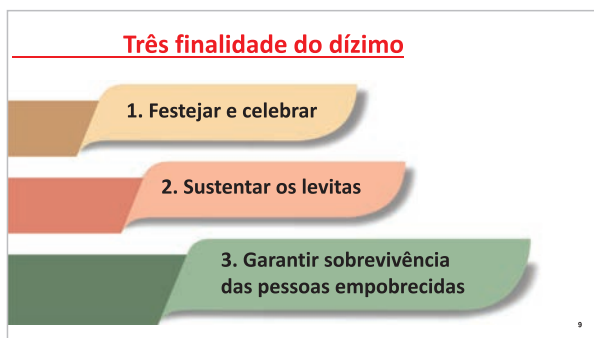 Três finalidade do dízimo
1. Festejar e celebrar
2. Sustentar os levitas
3. Garantir sobrevivência
das pessoas empobrecidas
9